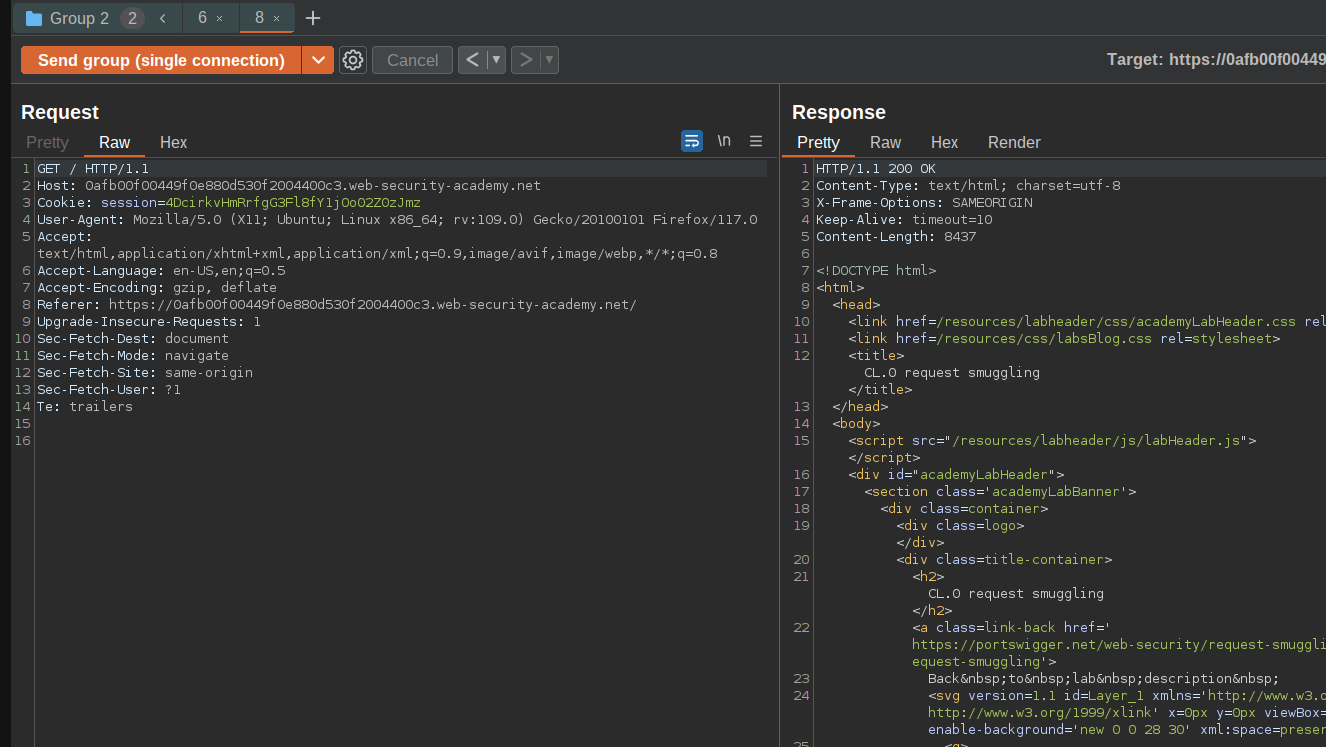 Group 2 2 < 6 × 8 × +
Send group (single connection) Cancel < ▼ > ▼ Target: https://0afb00f00449
Request
Pretty Raw Hex \n
1 GET / HTTP/1.1
2 Host: 0afb00f00449f0e880d530f2004400c3.web-security-academy.net
3 Cookie: session=4DcirkvHmRrfgG3Fl8fY1jOo02Z0zJmz
4 User-Agent: Mozilla/5.0 (X11; Ubuntu; Linux x86_64; rv:109.0) Gecko/20100101 Firefox/117.0
5 Accept:
text/html,application/xhtml+xml,application/xml;q=0.9,image/avif,image/webp,*/*;q=0.8
6 Accept-Language: en-US,en;q=0.5
7 Accept-Encoding: gzip, deflate
8 Referer: https://0afb00f00449f0e880d530f2004400c3.web-security-academy.net/
9 Upgrade-Insecure-Requests: 1
10 Sec-Fetch-Dest: document
11 Sec-Fetch-Mode: navigate
12 Sec-Fetch-Site: same-origin
13 Sec-Fetch-User: ?1
14 Te: trailers
15
16
Response
Pretty Raw Hex Render
1 HTTP/1.1 200 OK
2 Content-Type: text/html; charset=utf-8
3 X-Frame-Options: SAMEORIGIN
4 Keep-Alive: timeout=10
5 Content-Length: 8437
6
7 <!DOCTYPE html>
8 <html>
9 <head>
10 <link href=/resources/labheader/css/academyLabHeader.css rel
11 <link href=/resources/css/labsBlog.css rel=stylesheet>
12 <title>
CL.0 request smuggling
</title>
13 </head>
14 <body>
15 <script src="/resources/labheader/js/labHeader.js">
</script>
16 <div id="academyLabHeader">
17 <section class='academyLabBanner'>
18 <div class=container>
19 <div class=logo>
</div>
20 <div class=title-container>
21 <h2>
CL.0 request smuggling
</h2>
22 <a class=link-back href='
https://portswigger.net/web-security/request-smuggli
equest-smuggling'>
23 Back&nbsp;to&nbsp;lab&nbsp;description&nbsp;
24 <svg version=1.1 id=Layer_1 xmlns='http://www.w3.o
http://www.w3.org/1999/xlink' x=0px y=0px viewBox=
enable-background='new 0 0 28 30' xml:space=preser
25 <g>